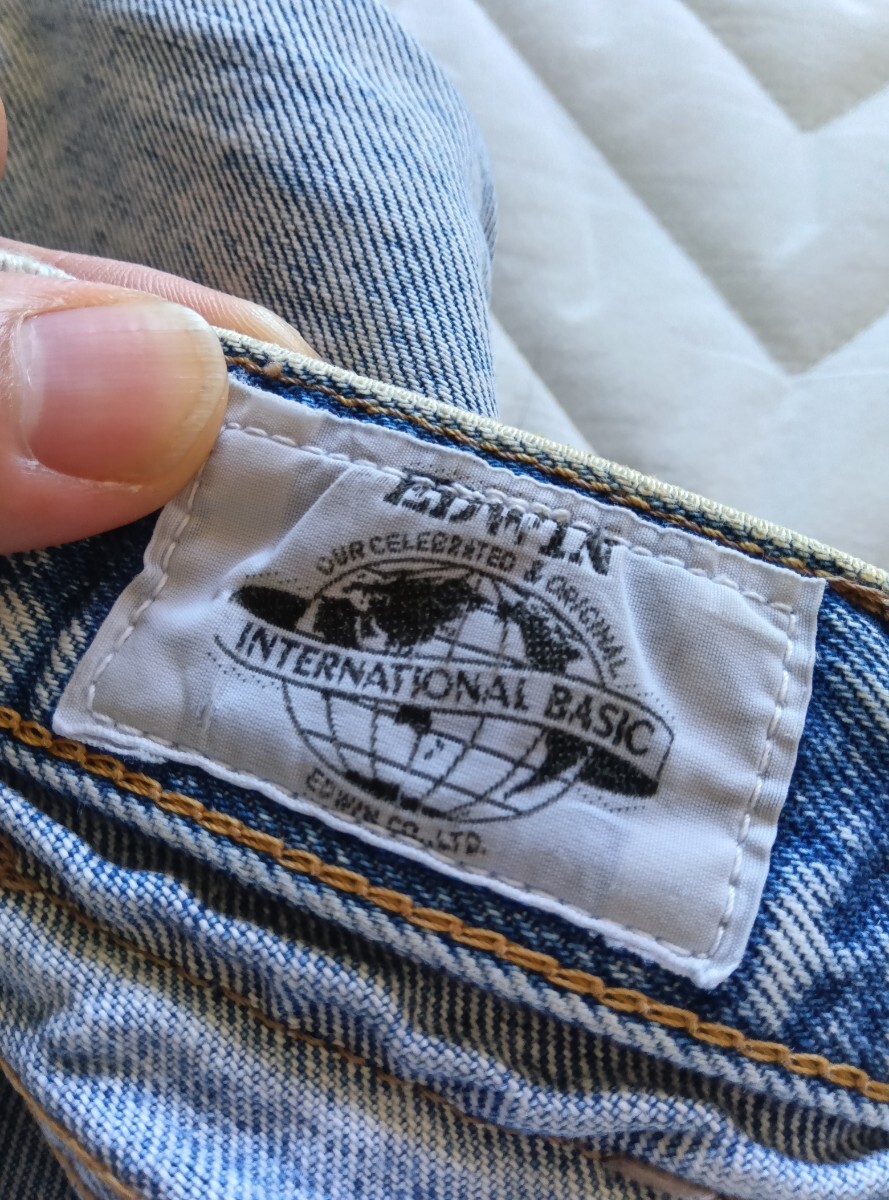 EDWIN
OUR CELEBRATED & ORIGINAL
INTERNATIONAL BASIC
EDWIN CO.,LTD.